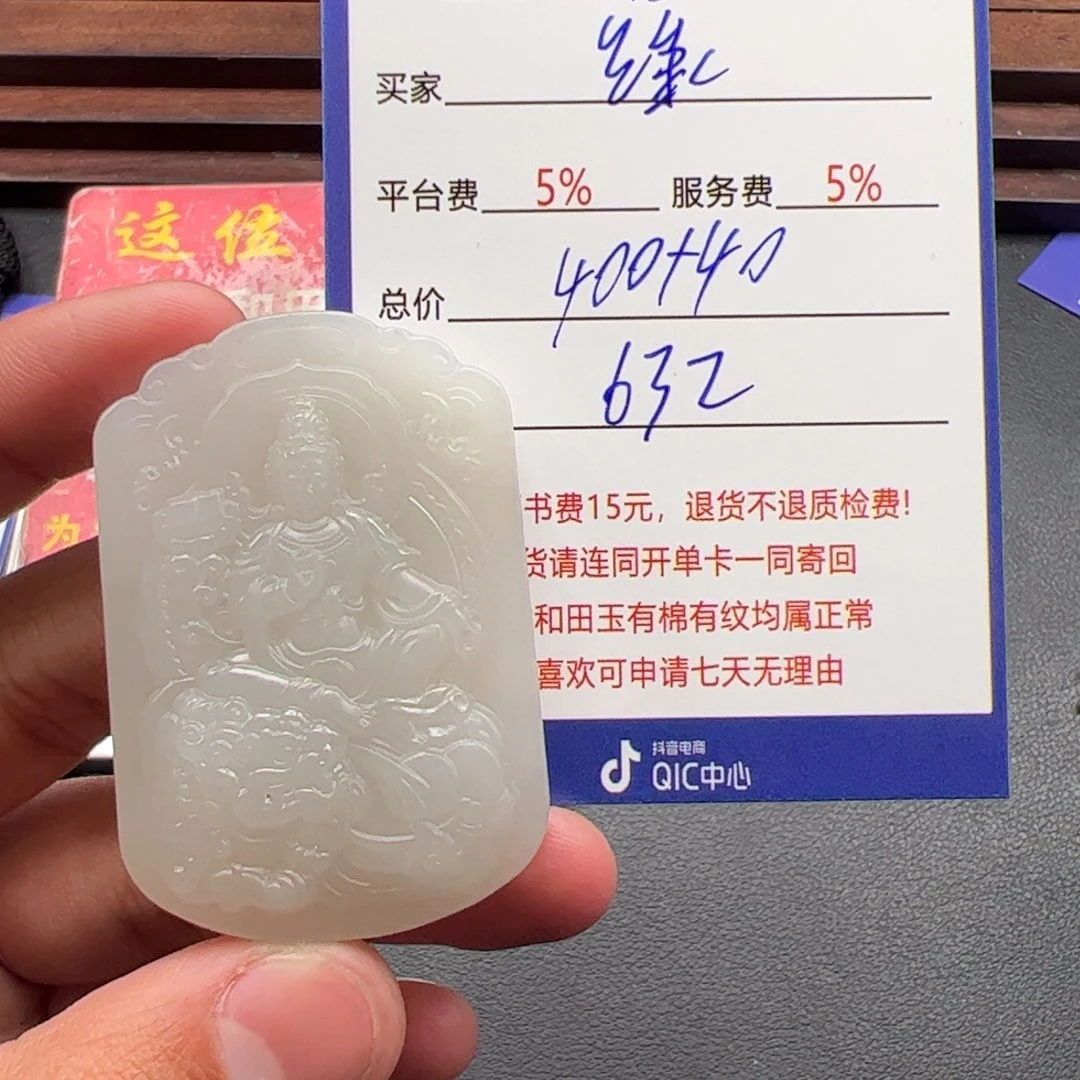 买家
平台费 5% 服务费 5%
总价 400+40
632
书费15元，退货不退质检费！
货请连同开单卡一同寄回
和田玉有棉有纹均属正常
喜欢可申请七天无理由
抖音电商
QIC中心
这位
为